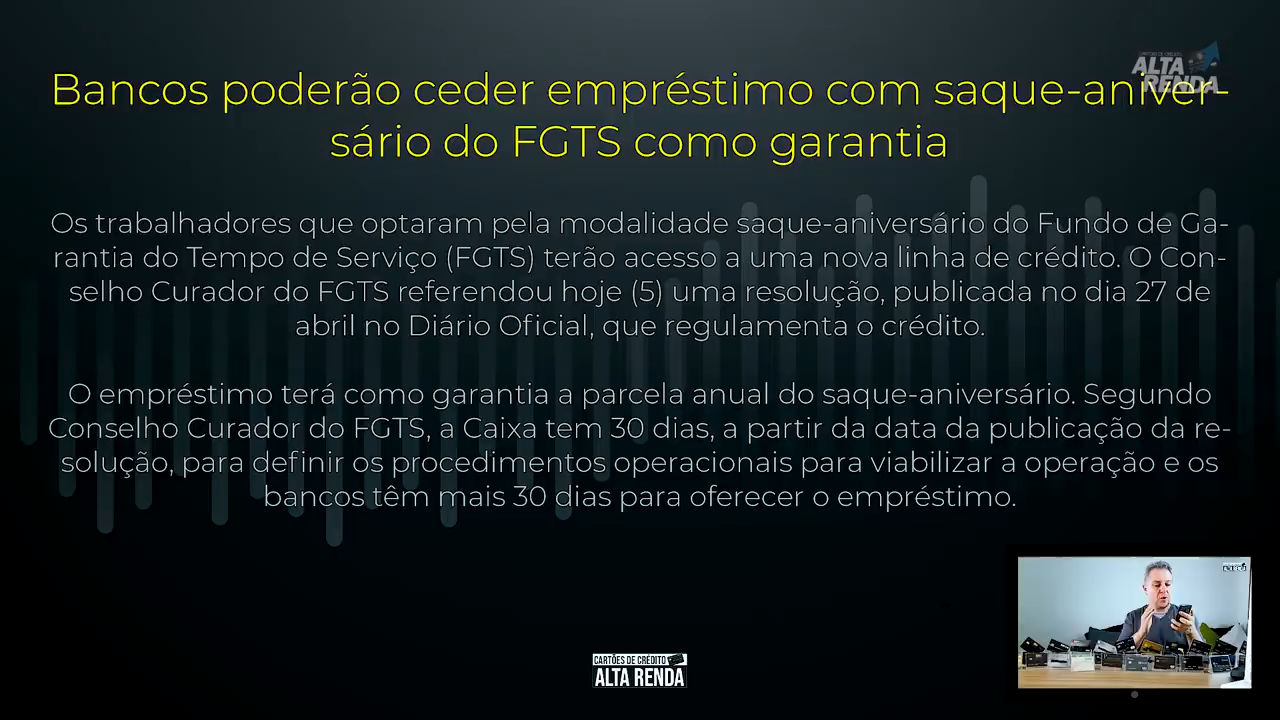 CARTÕES DE CRÉDITO
ALTA
RENDA
Bancos poderão ceder empréstimo com saque-aniver-
sário do FGTS como garantia
Os trabalhadores que optaram pela modalidade saque-aniversário do Fundo de Ga-
rantia do Tempo de Serviço (FGTS) terão acesso a uma nova linha de crédito. O Con-
selho Curador do FGTS referendou hoje (5) uma resolução, publicada no dia 27 de
abril no Diário Oficial, que regulamenta o crédito.
O empréstimo terá como garantia a parcela anual do saque-aniversário. Segundo
Conselho Curador do FGTS, a Caixa tem 30 dias, a partir da data da publicação da re-
solução, para definir os procedimentos operacionais para viabilizar a operação e os
bancos têm mais 30 dias para oferecer o empréstimo.
CARTÕES DE CRÉDITO
ALTA RENDA